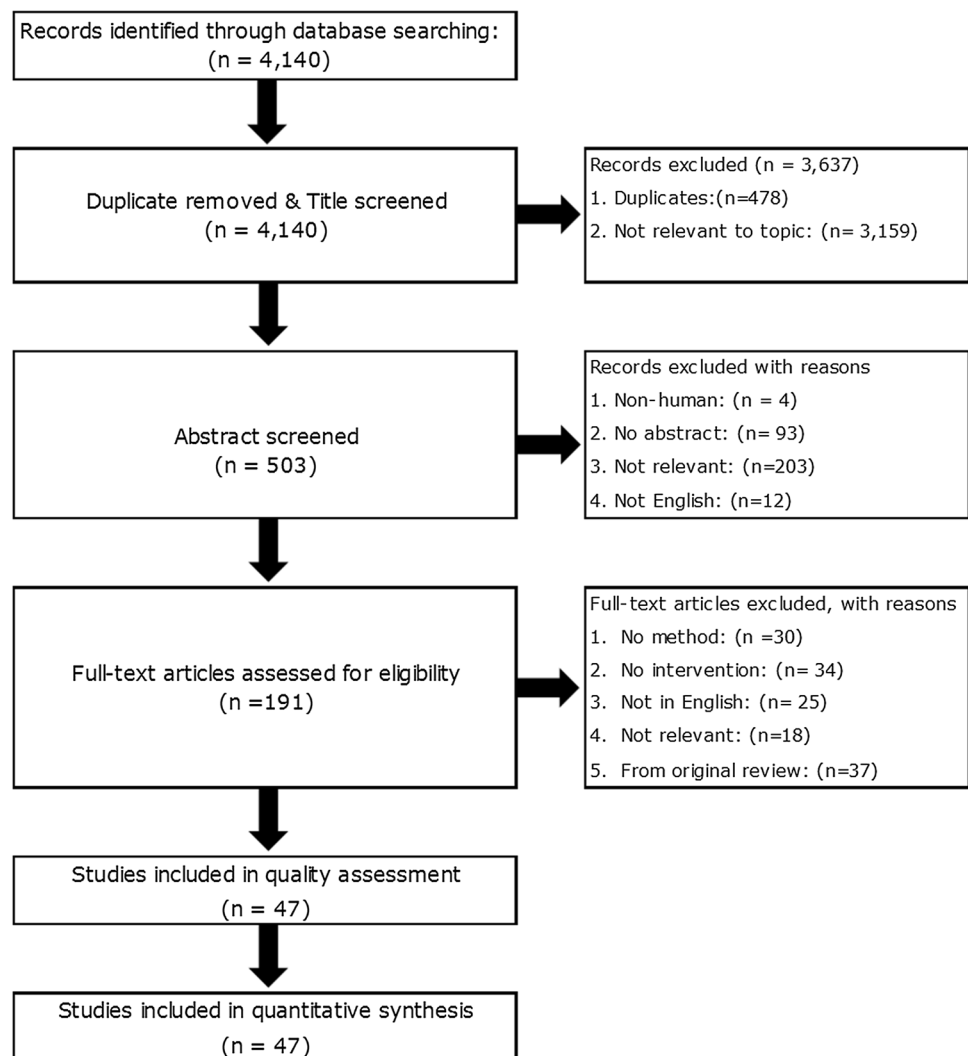 Records identified through database searching:
(n = 4,140)
Duplicate removed & Title screened
(n = 4,140)
Records excluded (n = 3,637)
1. Duplicates:(n=478)
2. Not relevant to topic: (n= 3,159)
Abstract screened
(n = 503)
Records excluded with reasons
1. Non-human: (n = 4)
2. No abstract: (n= 93)
3. Not relevant: (n=203)
4. Not English: (n=12)
Full-text articles assessed for eligibility
(n =191)
Full-text articles excluded, with reasons
1. No method: (n =30)
2. No intervention: (n= 34)
3. Not in English: (n= 25)
4. Not relevant: (n=18)
5. From original review: (n=37)
Studies included in quality assessment
(n = 47)
Studies included in quantitative synthesis
(n = 47)